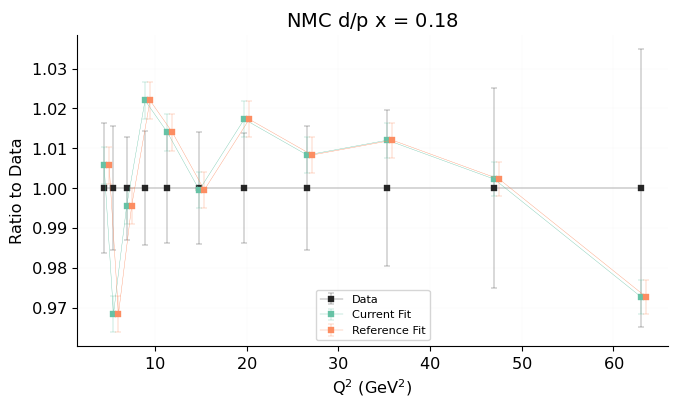 NMC d/p x = 0.18
Ratio to Data
1.03
1.02
1.01
1.00
0.99
0.98
0.97
Data
Current Fit
Reference Fit
10
20
30
40
50
60
Q² (GeV²)